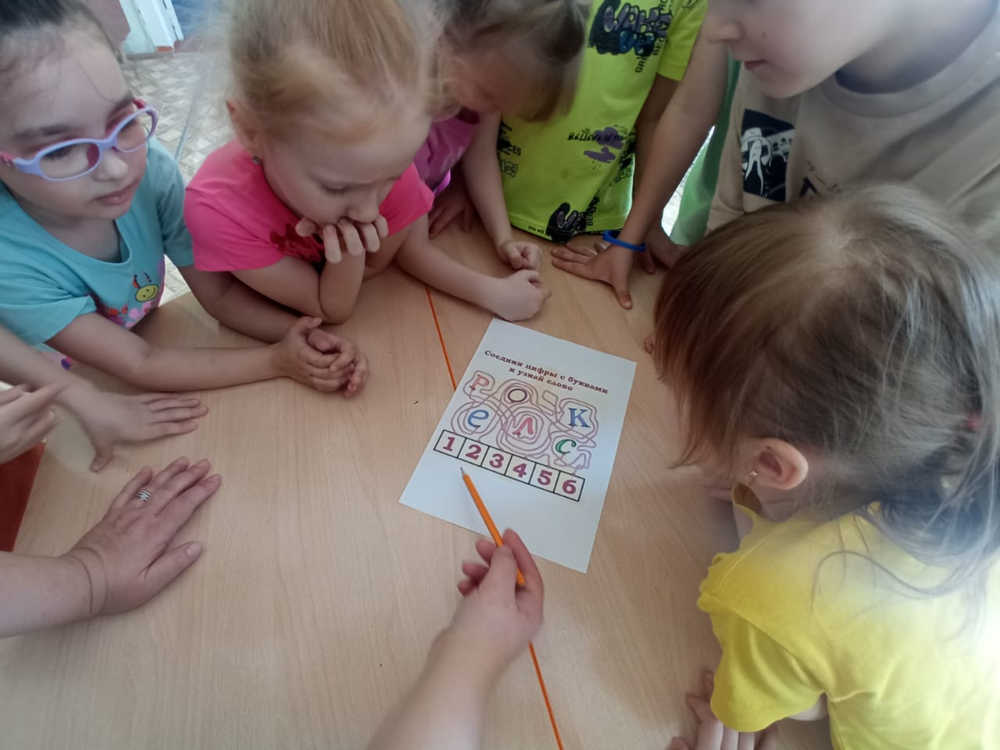 Соедини цифры с буквами
и узнай слово
Р О К
е Л с
1 2 3 4 5 6